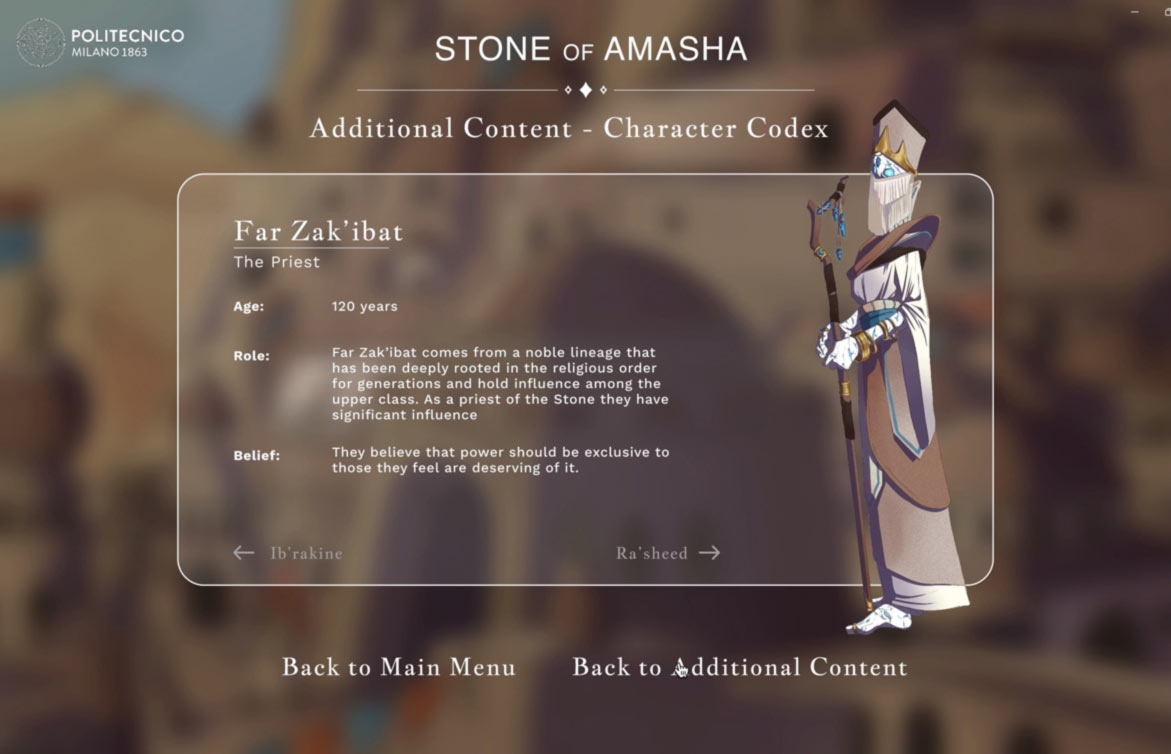 POLITECNICO
MILANO 1863
STONE OF AMASHA
Additional Content - Character Codex
Far Zak'ibat
The Priest
Age: 120 years
Role: Far Zak'ibat comes from a noble lineage that
has been deeply rooted in the religious order
for generations and hold influence among the
upper class. As a priest of the Stone they have
significant influence
Belief: They believe that power should be exclusive to
those they feel are deserving of it.
← Ib'rakine
Ra'sheed →
Back to Main Menu
Back to Additional Content